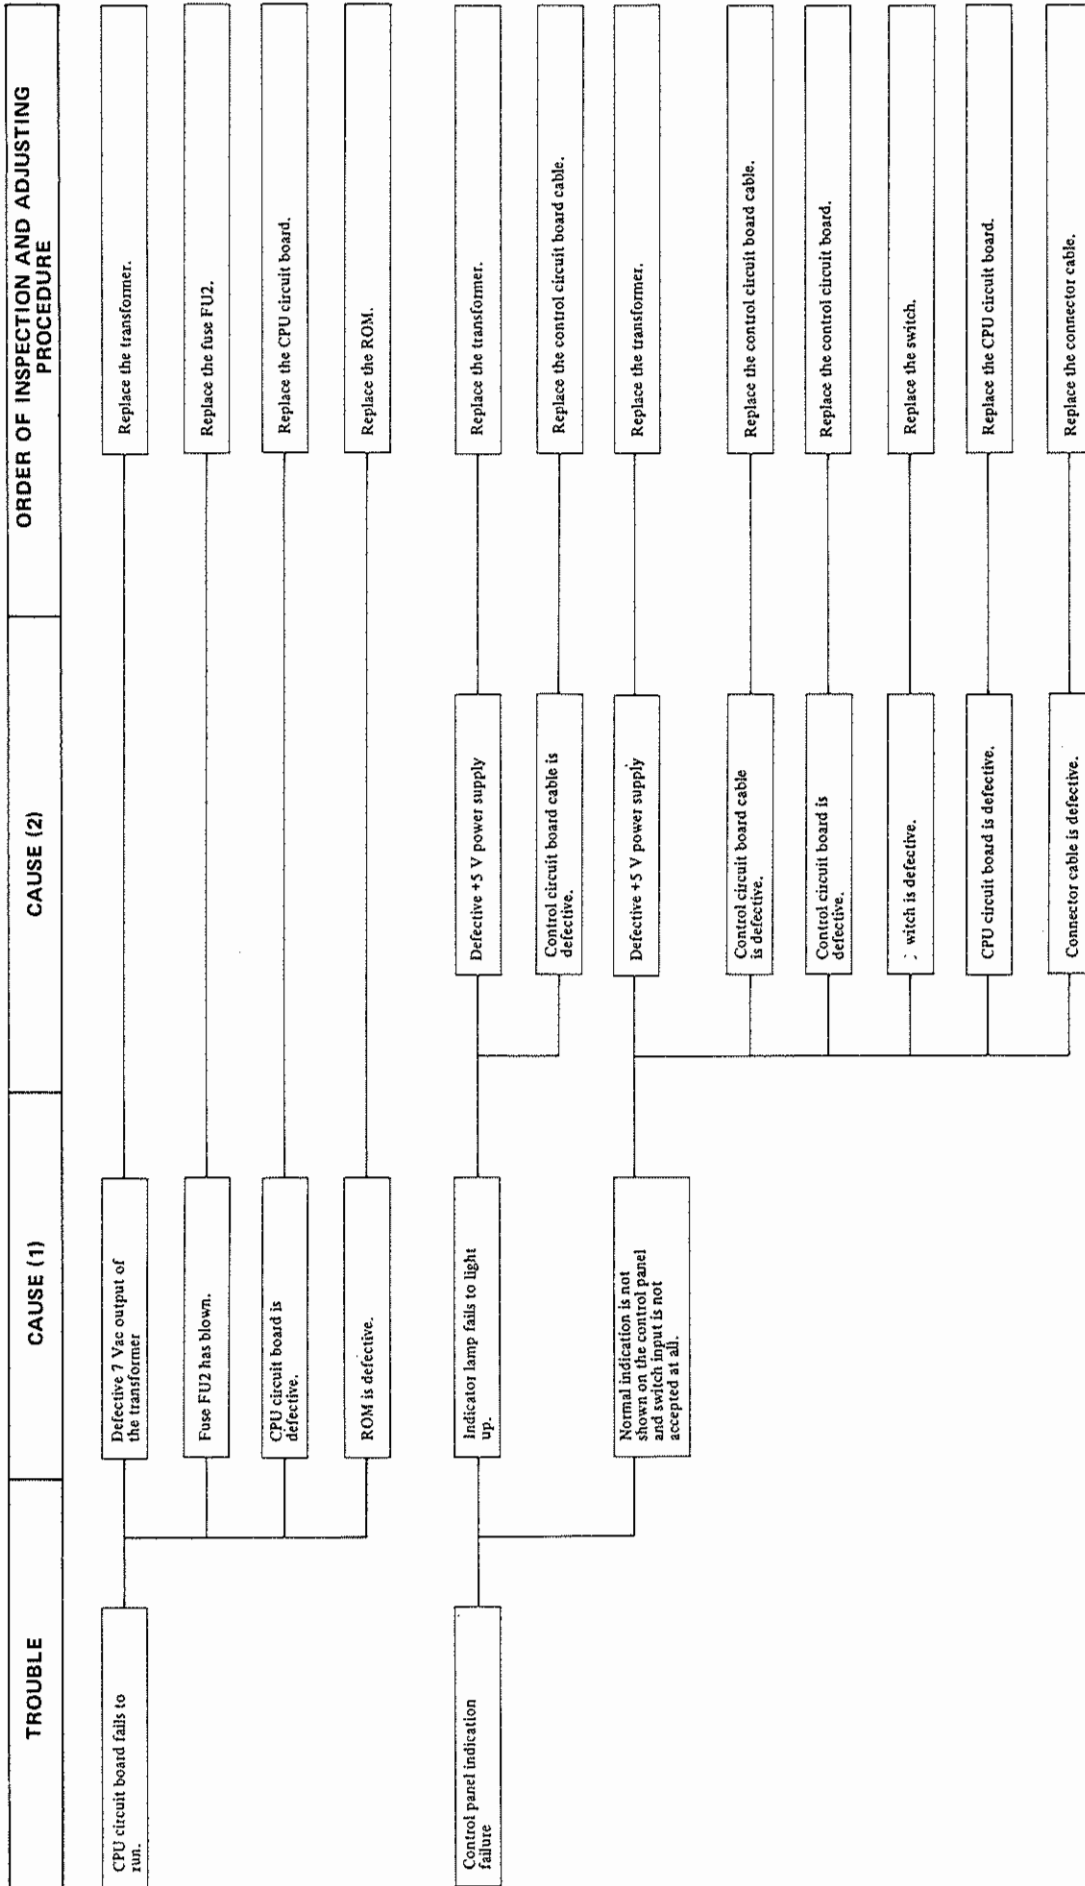 TROUBLE
CAUSE (1)
CAUSE (2)
ORDER OF INSPECTION AND ADJUSTING
PROCEDURE
CPU circuit board fails to
run.
Defective 7 Vac output of
the transformer
Replace the transformer.
Fuse FU2 has blown.
Replace the fuse FU2.
CPU circuit board is
defective.
Replace the CPU circuit board.
ROM is defective.
Replace the ROM.
Control panel indication
failure
Indicator lamp fails to light
up.
Defective +5 V power supply
Replace the transformer.
Control circuit board cable is
defective.
Replace the control circuit board cable.
Normal indication is not
shown on the control panel
and switch input is not
accepted at all.
Defective +5 V power supply
Replace the transformer.
Control circuit board cable
is defective.
Replace the control circuit board cable.
Control circuit board is
defective.
Replace the control circuit board.
witch is defective.
Replace the switch.
CPU circuit board is defective.
Replace the CPU circuit board.
Connector cable is defective.
Replace the connector cable.